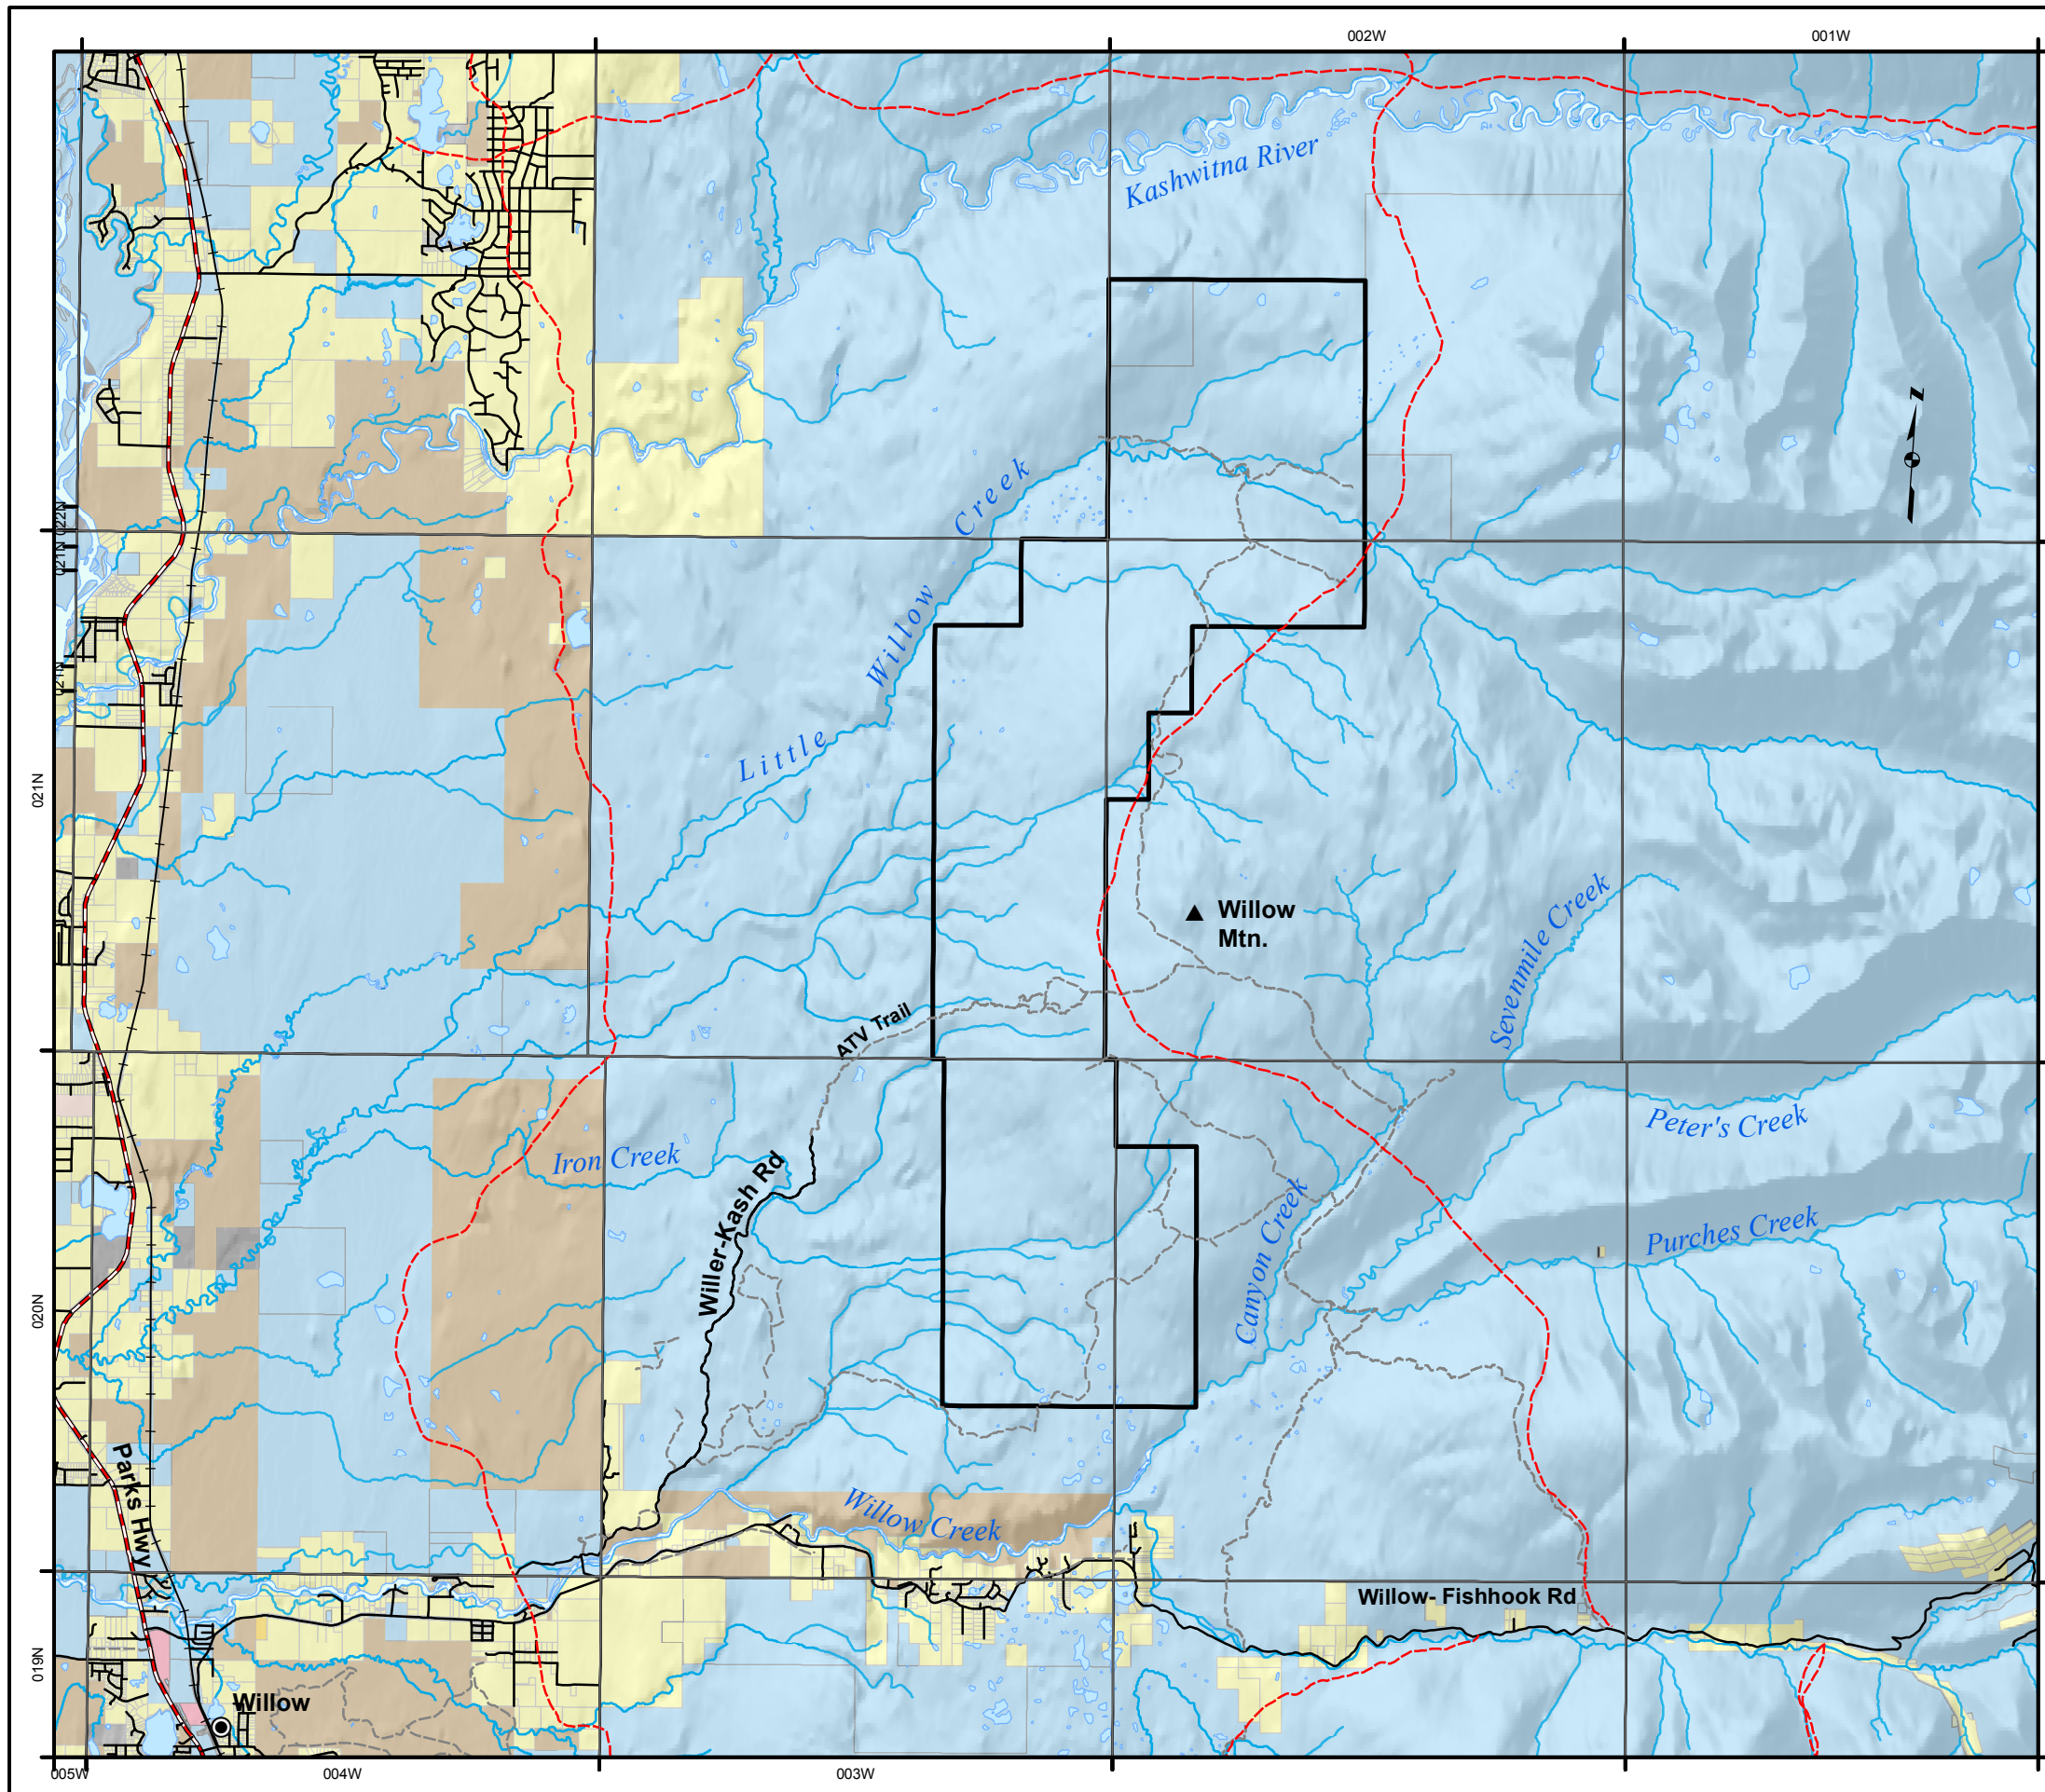 002W
001W
N
Kashwitna River
Little Willow Creek
022N
021N
021N
021N
Willow
Mtn.
Sevenmile Creek
ATV Trail
Peter's Creek
Iron Creek
Willer-Kash Rd
Canyon Creek
Purches Creek
020N
Parks Hwy
Willow Creek
Willow- Fishhook Rd
019N
Willow
005W
004W
003W